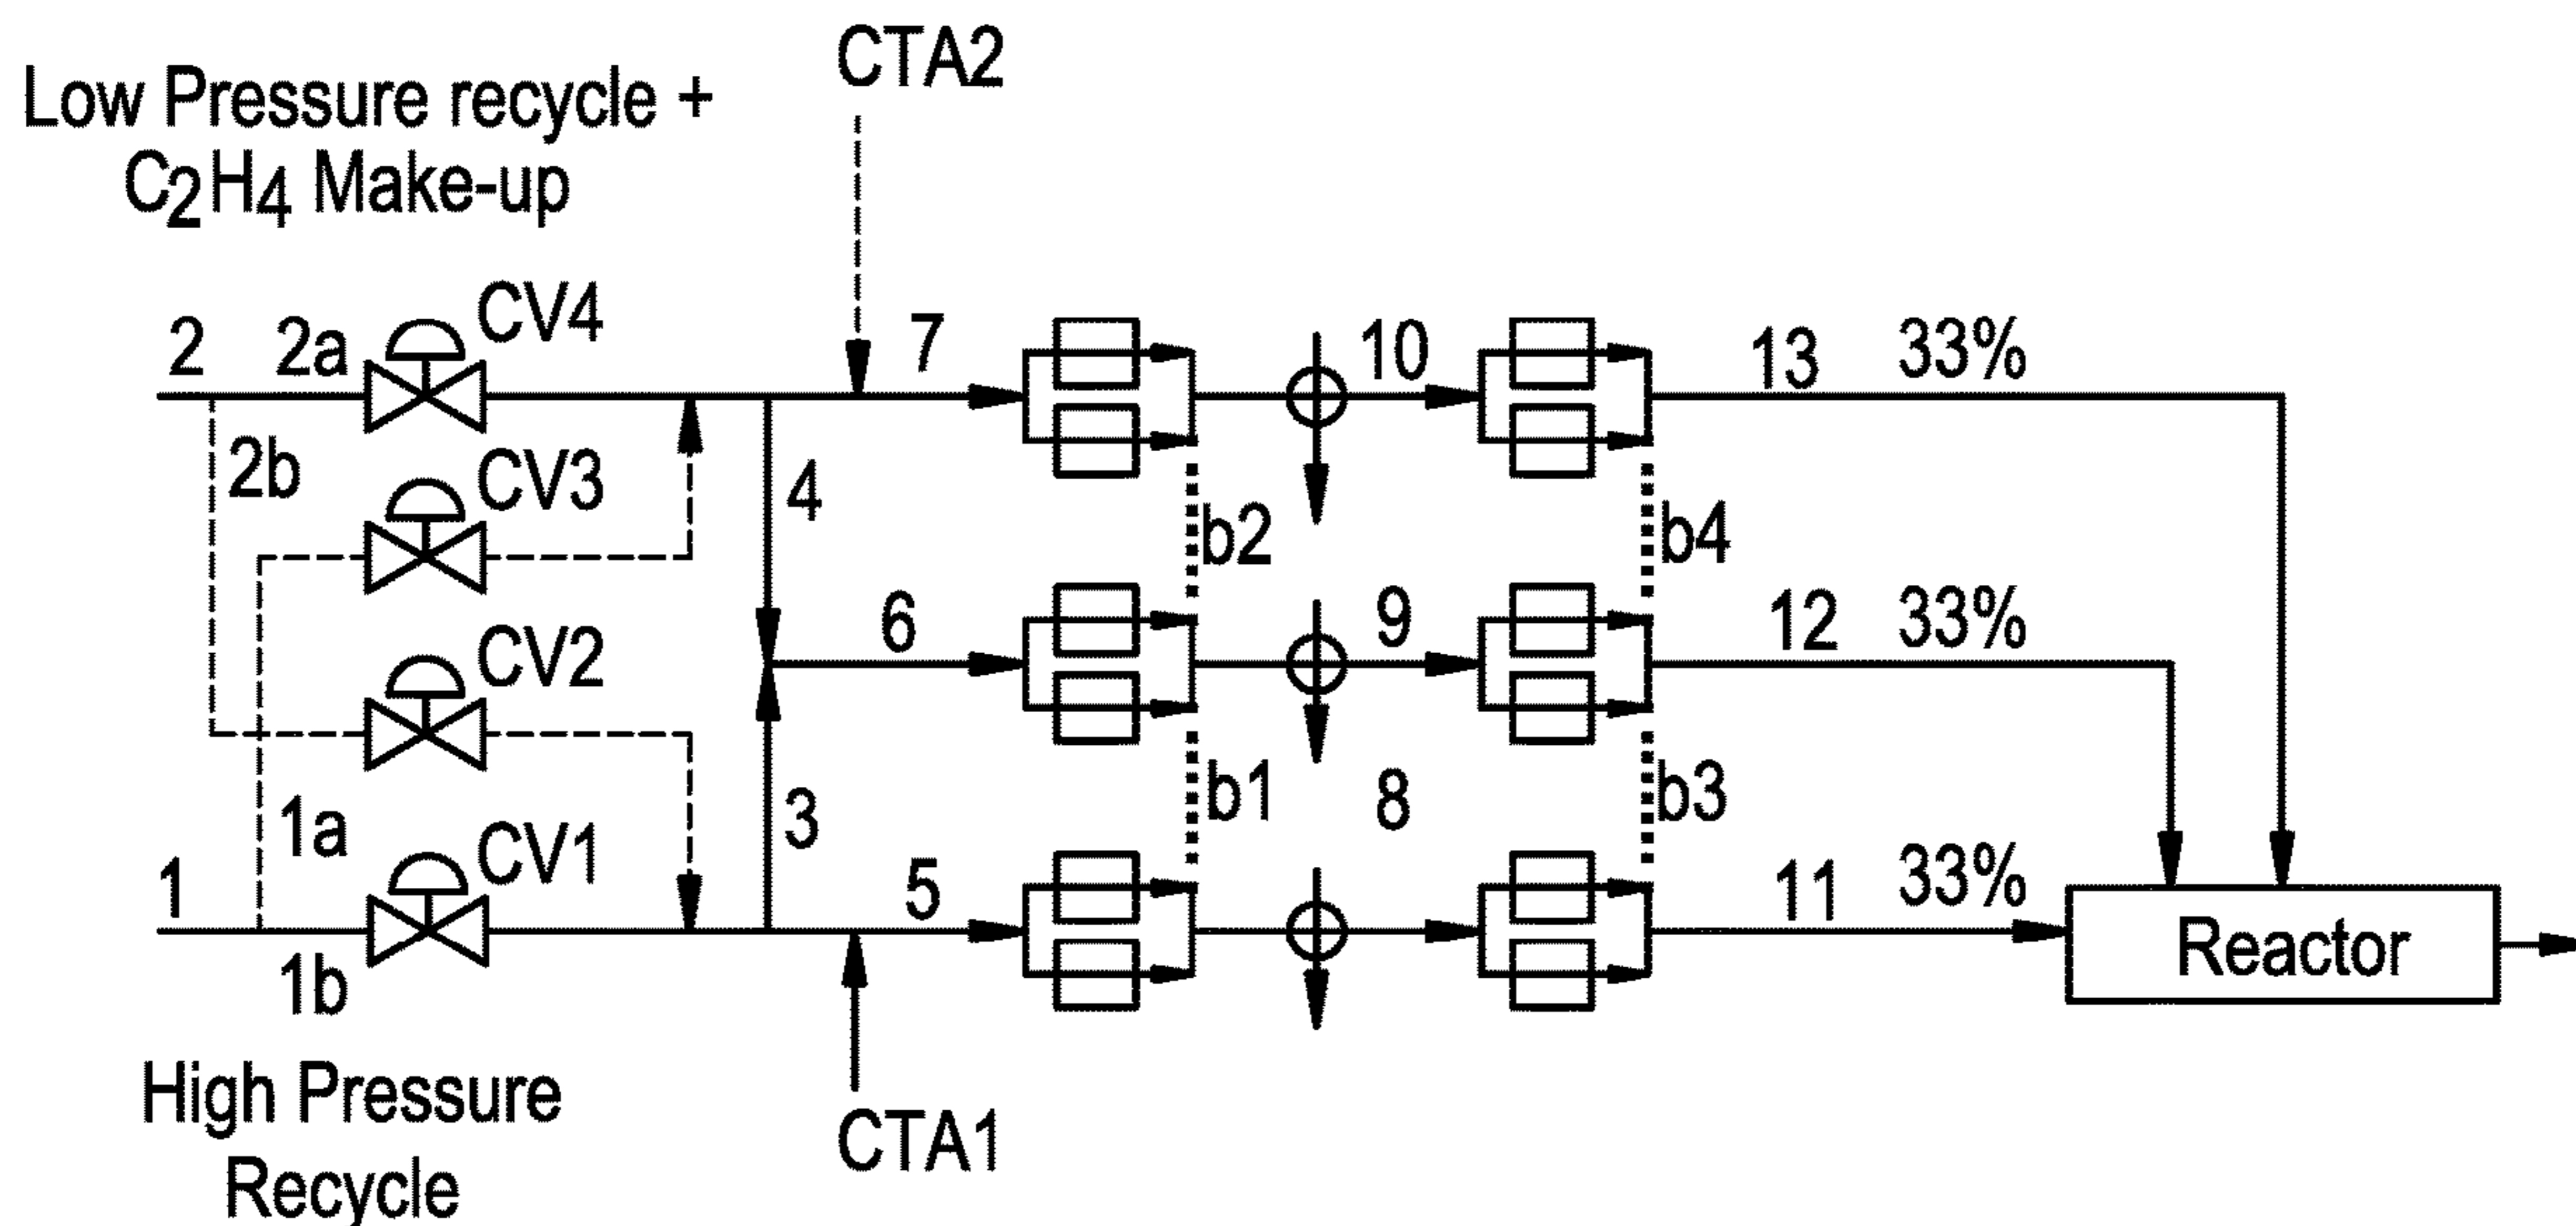 CTA2
Low Pressure recycle +
C2H4 Make-up
2 2a CV4 7 10 13 33%
2b CV3 4 b2 b4
CV2 6 9 12 33%
1a 3 b1 8 b3
1 CV1 5 11 33%
1b Reactor
High Pressure
Recycle
CTA1